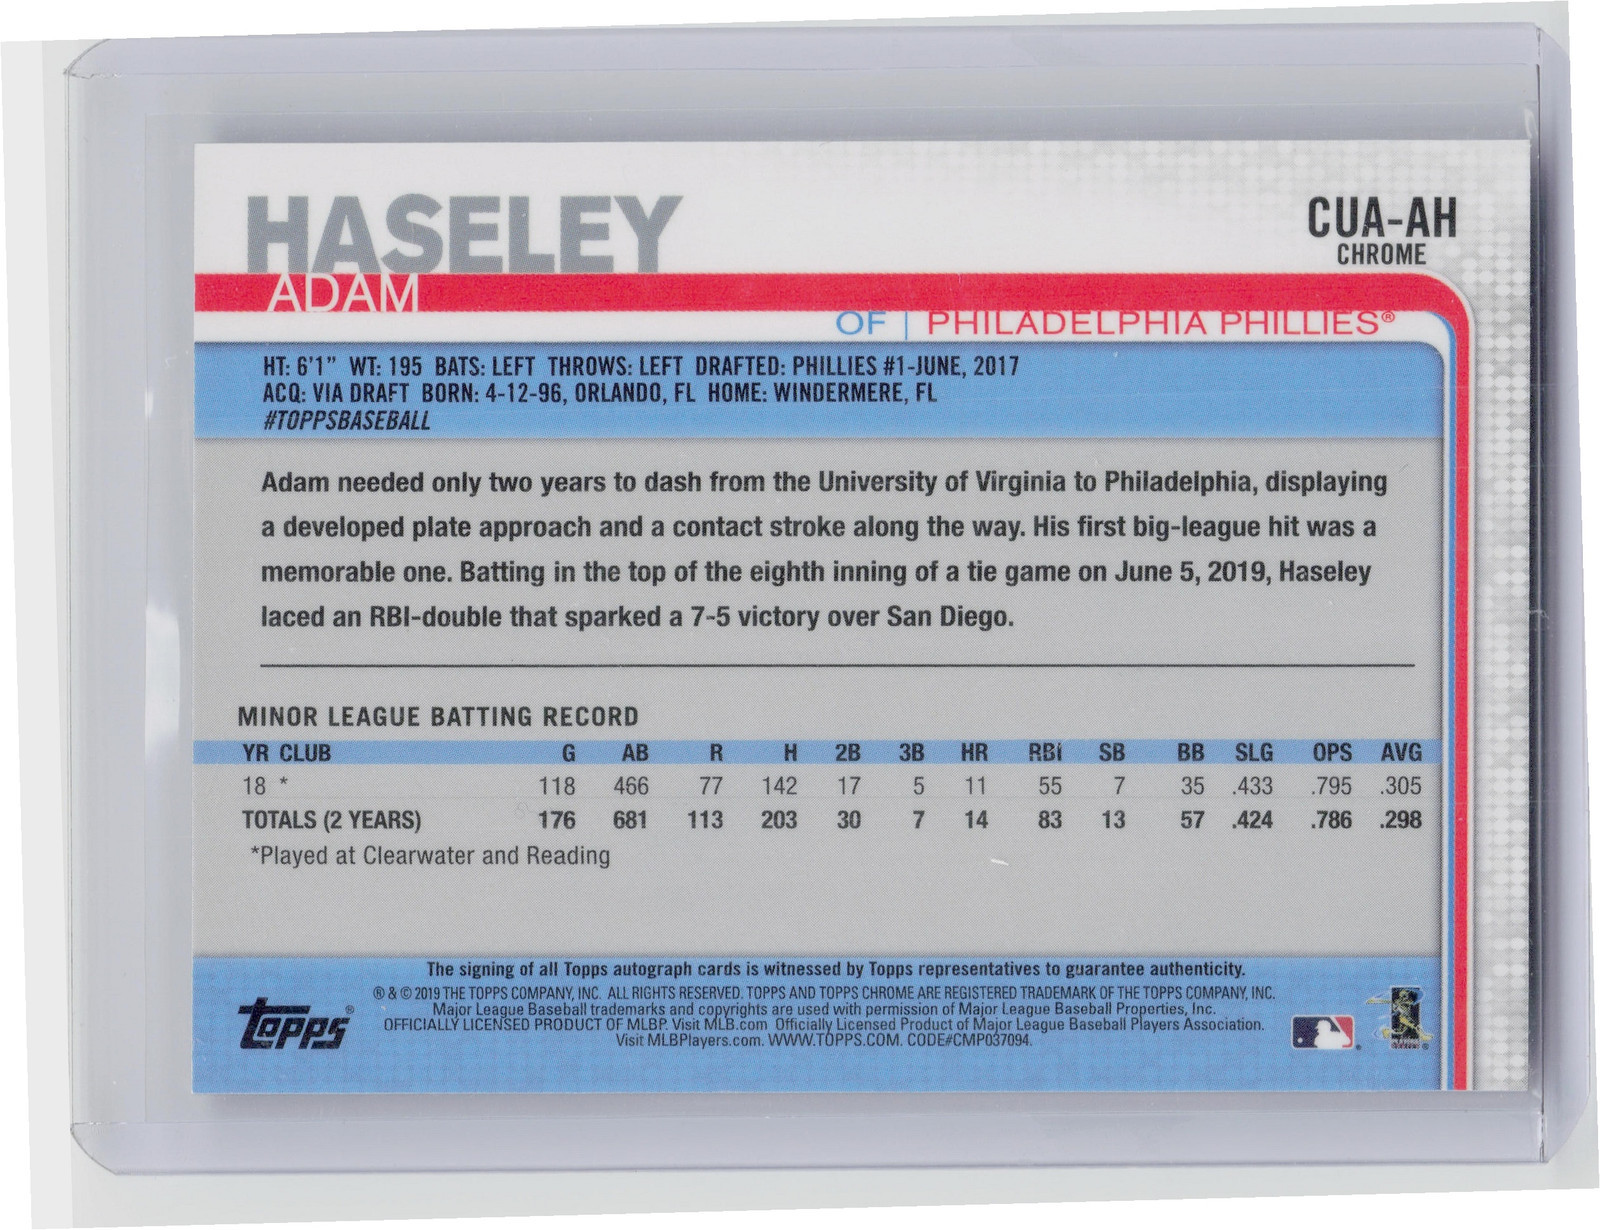 HASELEY
ADAM
CUA-AH
CHROME
OF | PHILADELPHIA PHILLIES®
HT: 6'1" WT: 195 BATS: LEFT THROWS: LEFT DRAFTED: PHILLIES #1-JUNE, 2017
ACQ: VIA DRAFT BORN: 4-12-96, ORLANDO, FL HOME: WINDERMERE, FL
#TOPPSBASEBALL
Adam needed only two years to dash from the University of Virginia to Philadelphia, displaying
a developed plate approach and a contact stroke along the way. His first big-league hit was a
memorable one. Batting in the top of the eighth inning of a tie game on June 5, 2019, Haseley
laced an RBI-double that sparked a 7-5 victory over San Diego.
MINOR LEAGUE BATTING RECORD
YR CLUB G AB R H 2B 3B HR RBI SB BB SLG OPS AVG
18 * 118 466 77 142 17 5 11 55 7 35 .433 .795 .305
TOTALS (2 YEARS) 176 681 113 203 30 7 14 83 13 57 .424 .786 .298
*Played at Clearwater and Reading
The signing of all Topps autograph cards is witnessed by Topps representatives to guarantee authenticity.
® & © 2019 THE TOPPS COMPANY, INC. ALL RIGHTS RESERVED. TOPPS AND TOPPS CHROME ARE REGISTERED TRADEMARK OF THE TOPPS COMPANY, INC.
Major League Baseball trademarks and copyrights are used with permission of Major League Baseball Properties, Inc.
OFFICIALLY LICENSED PRODUCT OF MLBP. Visit MLB.com Officially Licensed Product of Major League Baseball Players Association.
Visit MLBPlayers.com. WWW.TOPPS.COM. CODE#CMP037094.
topps®